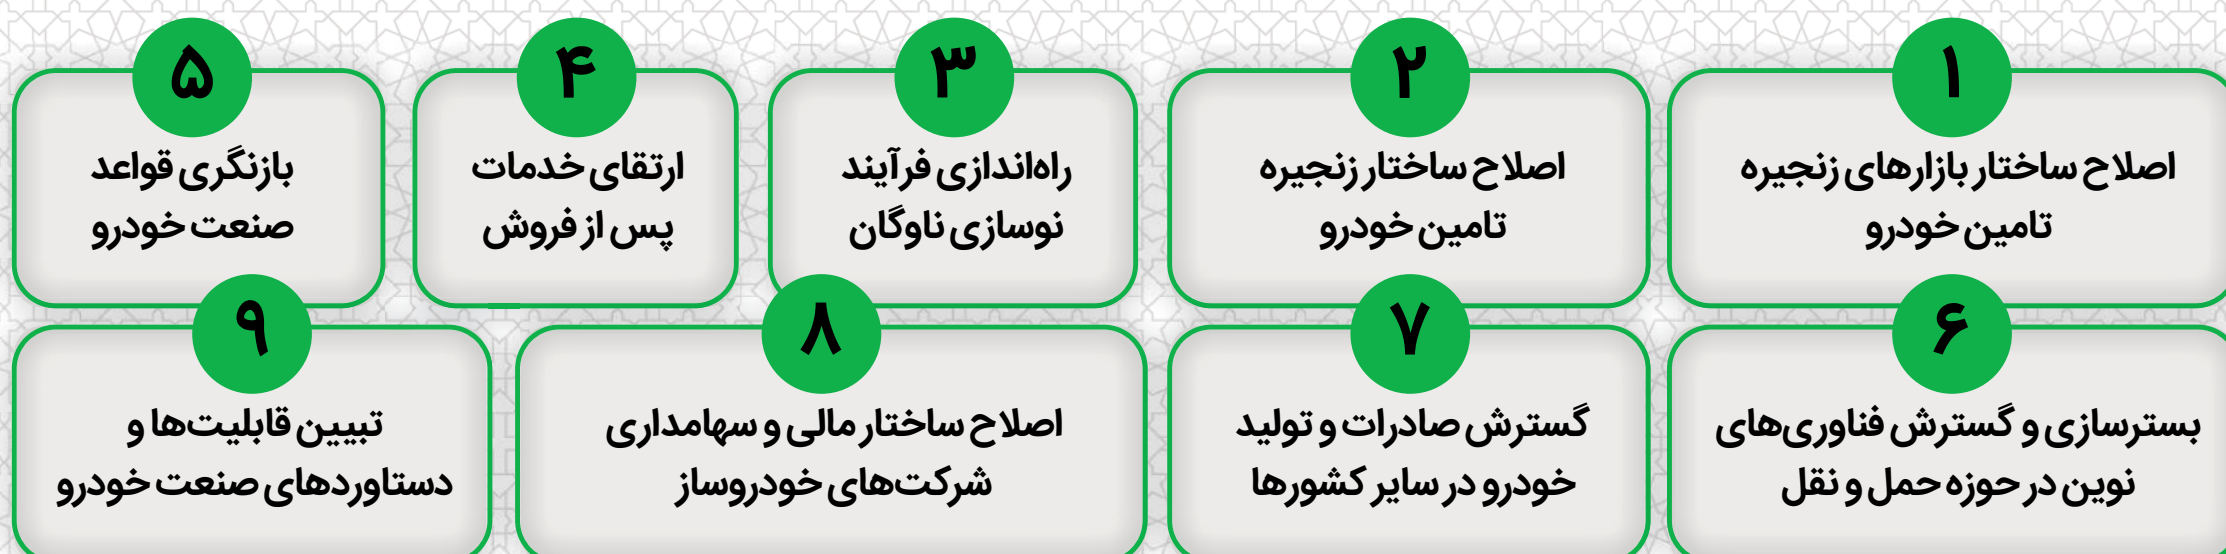 ۱
اصلاح ساختار بازارهای زنجیره
تامین خودرو
۲
اصلاح ساختار زنجیره
تامین خودرو
۳
راه‌اندازی فرآیند
نوسازی ناوگان
۴
ارتقای خدمات
پس از فروش
۵
بازنگری قواعد
صنعت خودرو
۶
بسترسازی و گسترش فناوری‌های
نوین در حوزه حمل و نقل
۷
گسترش صادرات و تولید
خودرو در سایر کشورها
۸
اصلاح ساختار مالی و سهامداری
شرکت‌های خودروساز
۹
تبیین قابلیت‌ها و
دستاوردهای صنعت خودرو